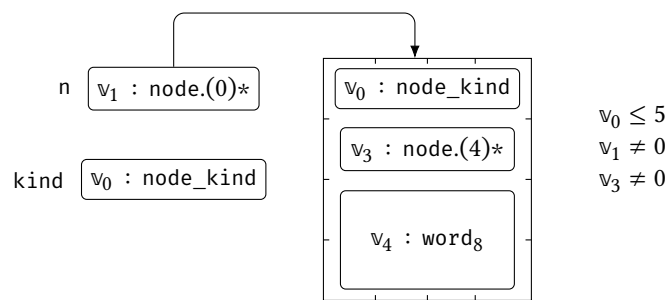 n 𝕧₁ : node.(0)*
kind 𝕧₀ : node_kind
𝕧₀ : node_kind
𝕧₃ : node.(4)*
𝕧₄ : word₈
𝕧₀ ≤ 5
𝕧₁ ≠ 0
𝕧₃ ≠ 0